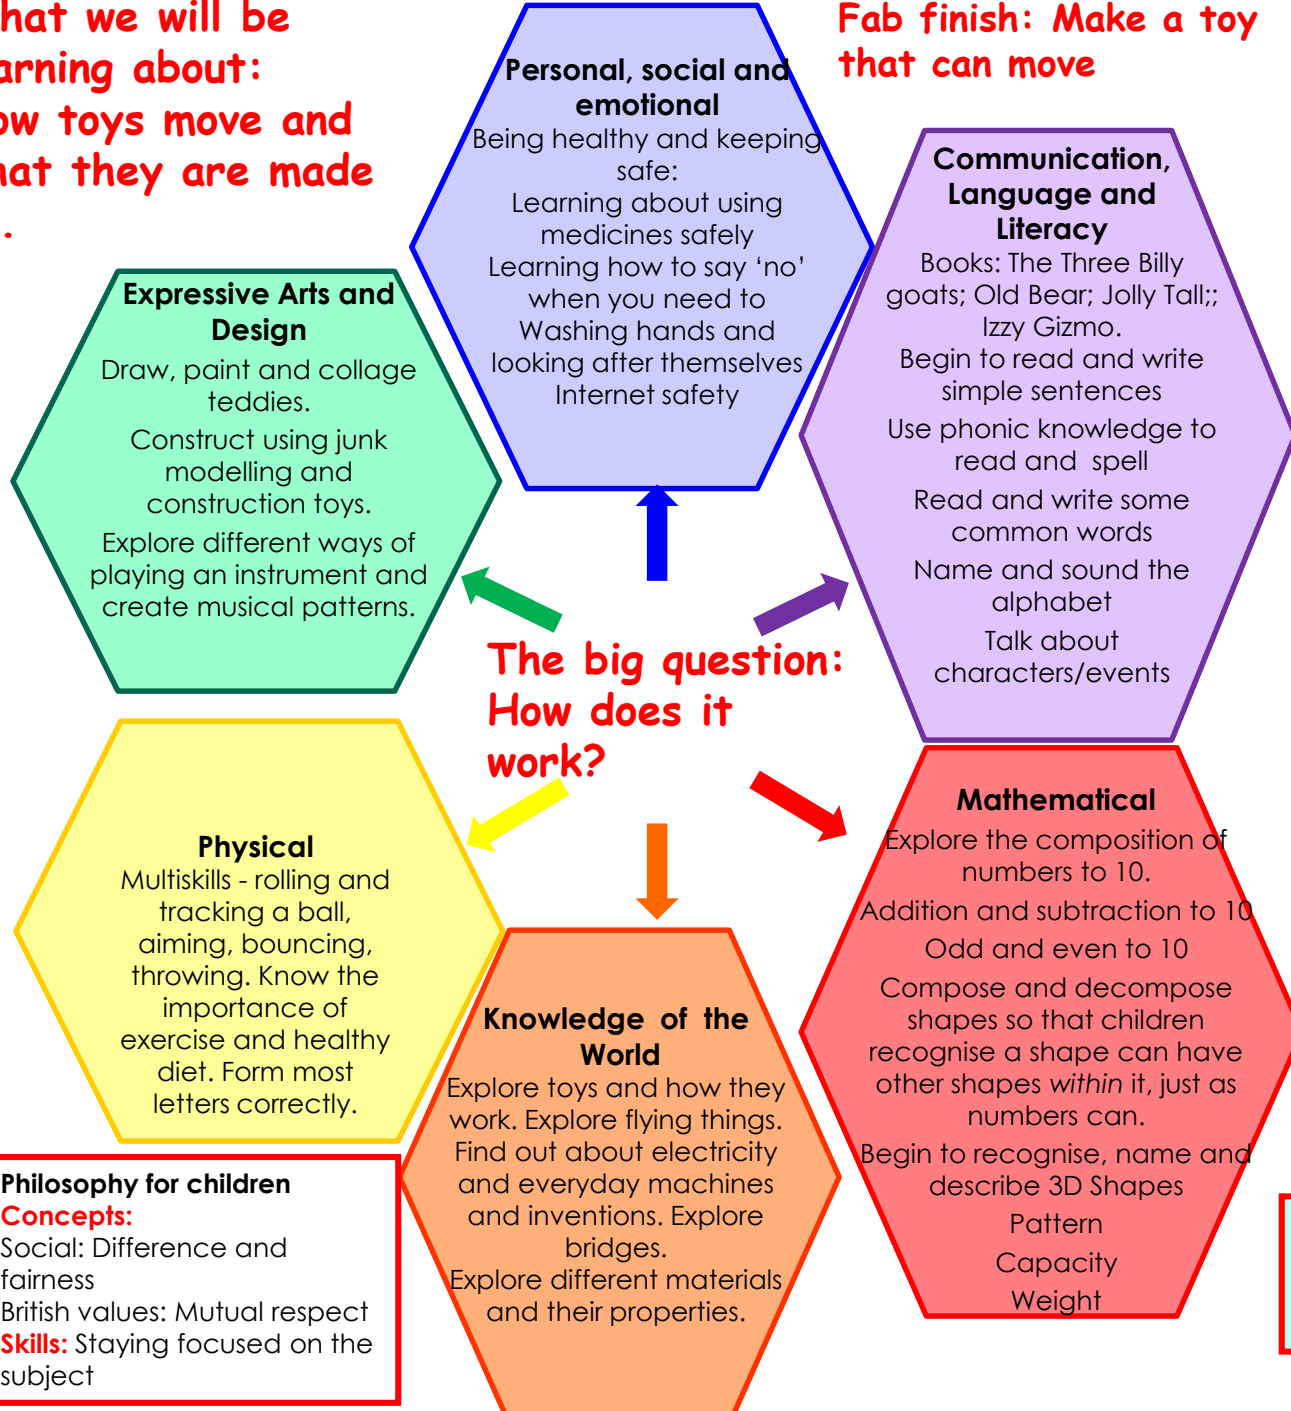 hat we will be
arning about:
ow toys move and
hat they are made
.
Fab finish: Make a toy
that can move
Personal, social and
emotional
Being healthy and keeping
safe:
Learning about using
medicines safely
Learning how to say ‘no’
when you need to
Washing hands and
looking after themselves
Internet safety
Communication,
Language and
Literacy
Books: The Three Billy
goats; Old Bear; Jolly Tall;;
Izzy Gizmo.
Begin to read and write
simple sentences
Use phonic knowledge to
read and spell
Read and write some
common words
Name and sound the
alphabet
Talk about
characters/events
Expressive Arts and
Design
Draw, paint and collage
teddies.
Construct using junk
modelling and
construction toys.
Explore different ways of
playing an instrument and
create musical patterns.
The big question:
How does it
work?
Physical
Multiskills - rolling and
tracking a ball,
aiming, bouncing,
throwing. Know the
importance of
exercise and healthy
diet. Form most
letters correctly.
Mathematical
Explore the composition of
numbers to 10.
Addition and subtraction to 10
Odd and even to 10
Compose and decompose
shapes so that children
recognise a shape can have
other shapes within it, just as
numbers can.
Begin to recognise, name and
describe 3D Shapes
Pattern
Capacity
Weight
Knowledge of the
World
Explore toys and how they
work. Explore flying things.
Find out about electricity
and everyday machines
and inventions. Explore
bridges.
Explore different materials
and their properties.
Philosophy for children
Concepts:
Social: Difference and
fairness
British values: Mutual respect
Skills: Staying focused on the
subject